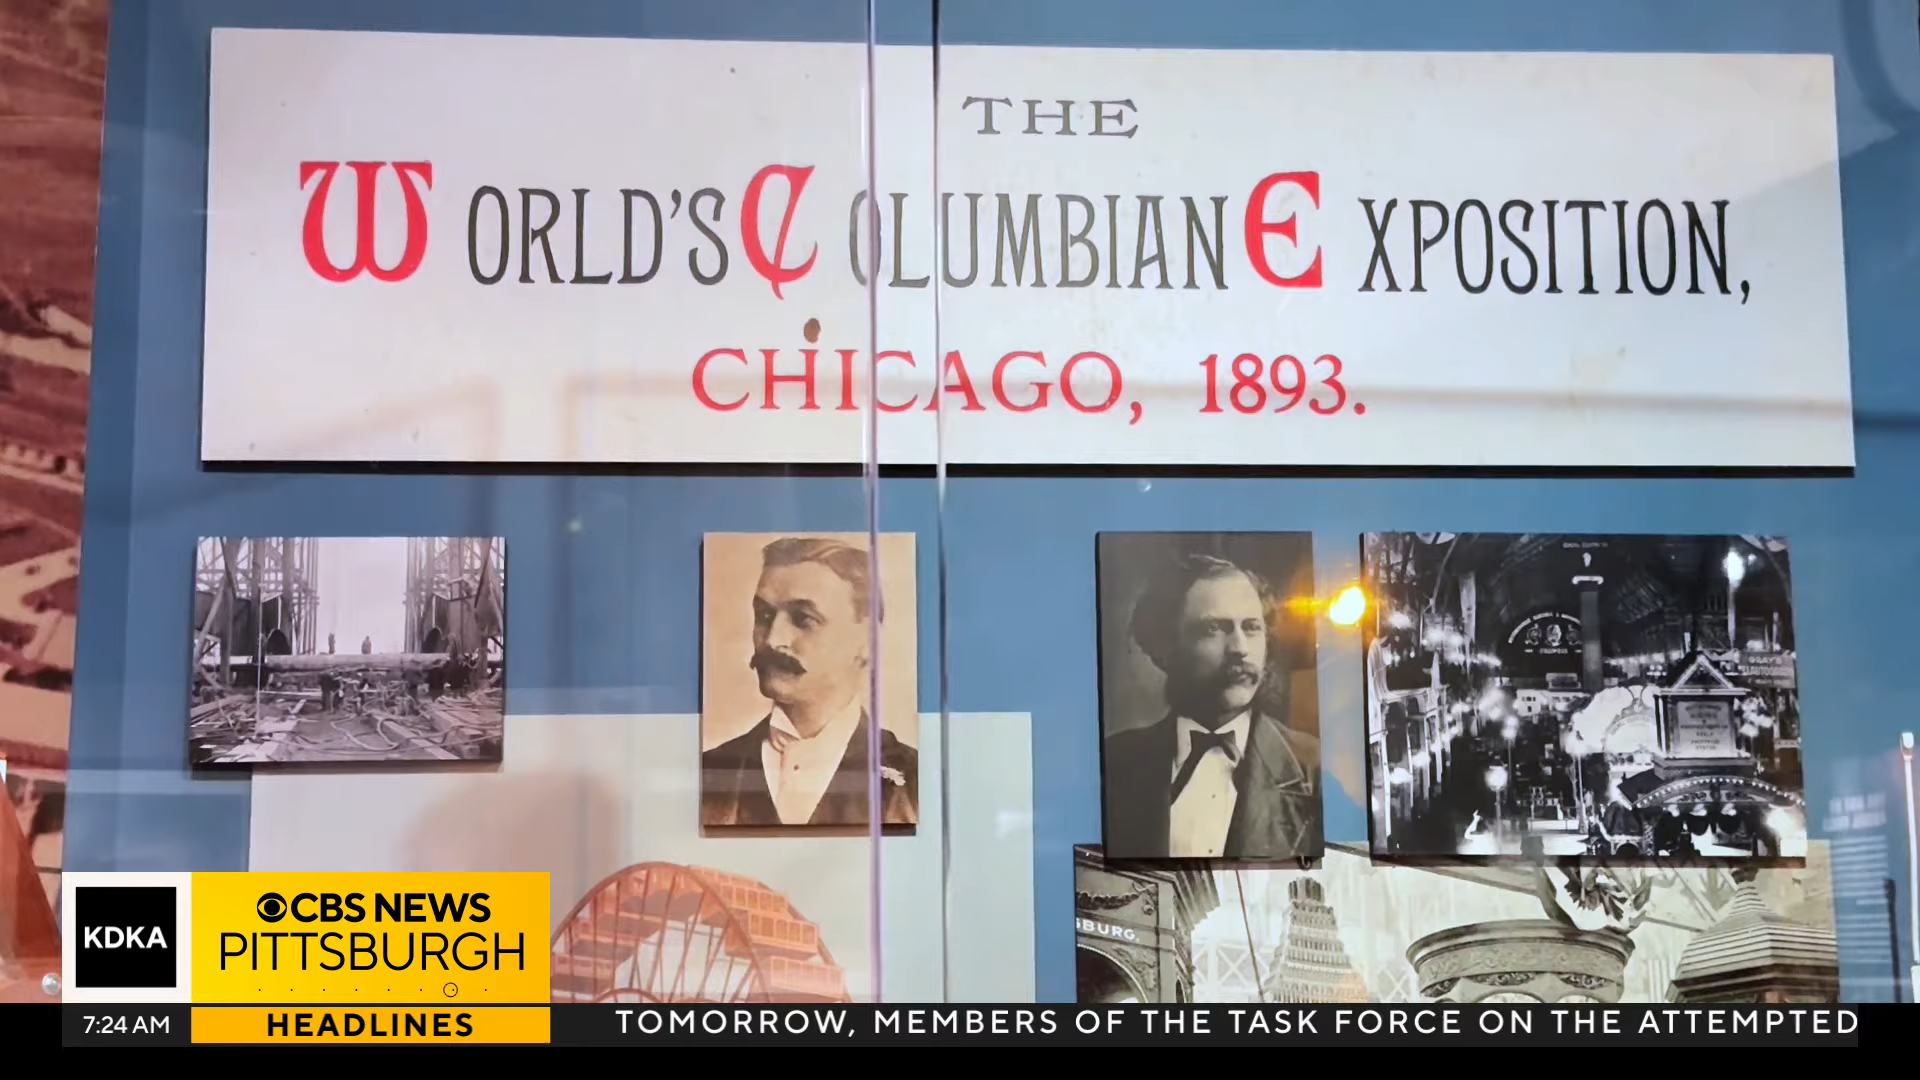 THE
WORLD'S COLUMBIAN EXPOSITION,
CHICAGO, 1893.
SBURG.
KDKA
CBS NEWS
PITTSBURGH
7:24 AM
HEADLINES
TOMORROW, MEMBERS OF THE TASK FORCE ON THE ATTEMPTED